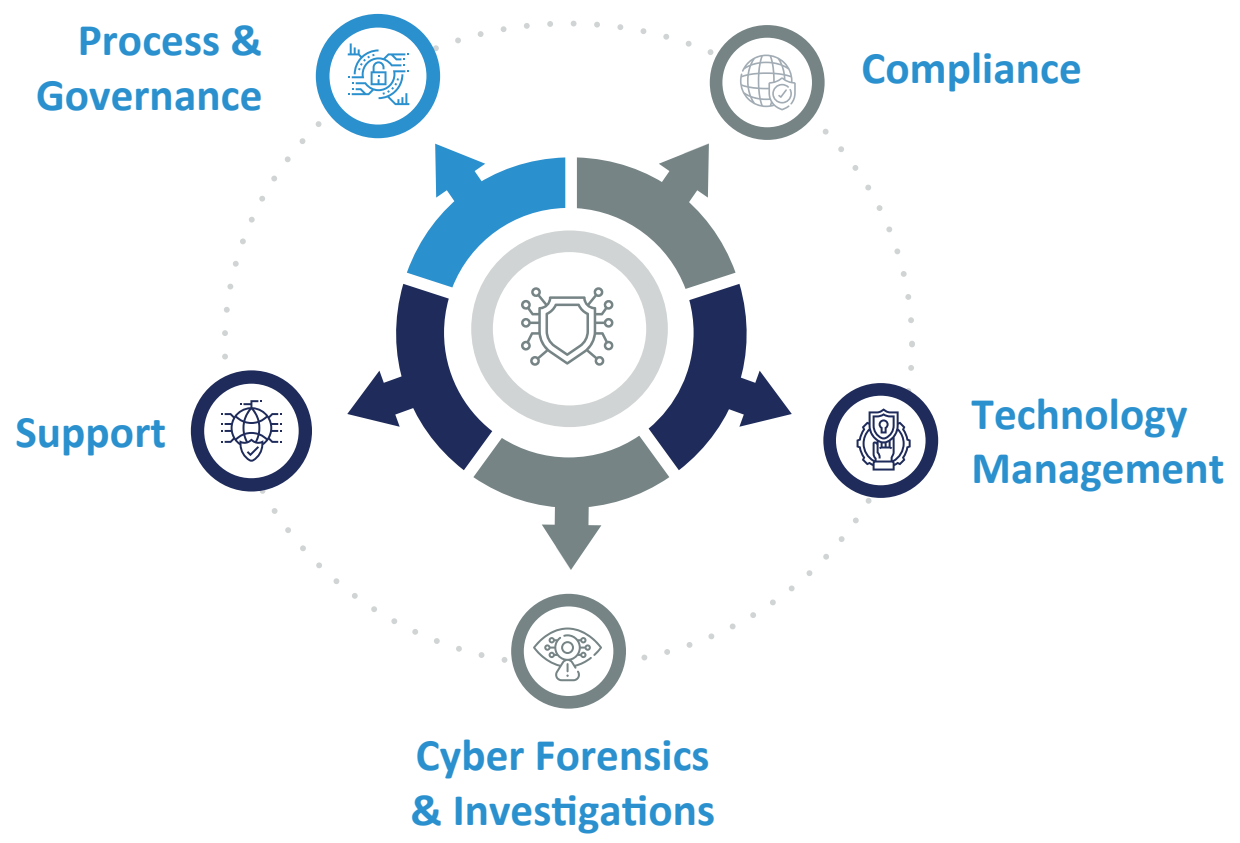 Process &
Governance
Compliance
Support
Technology
Management
Cyber Forensics
& Investigations